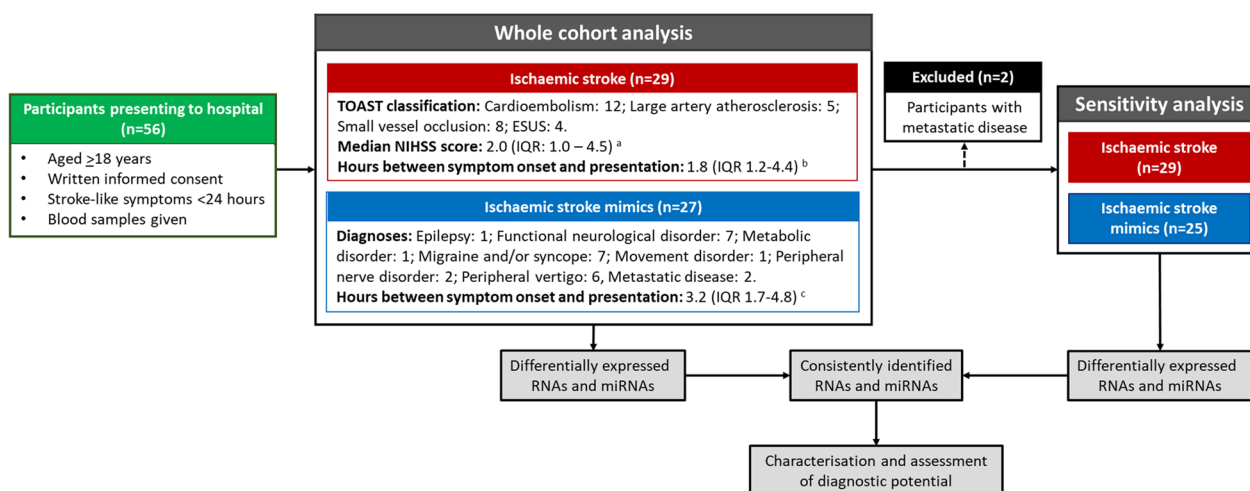 Participants presenting to hospital
(n=56)
• Aged ≥18 years
• Written informed consent
• Stroke-like symptoms <24 hours
• Blood samples given
Whole cohort analysis
Ischaemic stroke (n=29)
TOAST classification: Cardioembolism: 12; Large artery atherosclerosis: 5;
Small vessel occlusion: 8; ESUS: 4.
Median NIHSS score: 2.0 (IQR: 1.0 – 4.5) a
Hours between symptom onset and presentation: 1.8 (IQR 1.2-4.4) b
Ischaemic stroke mimics (n=27)
Diagnoses: Epilepsy: 1; Functional neurological disorder: 7; Metabolic
disorder: 1; Migraine and/or syncope: 7; Movement disorder: 1; Peripheral
nerve disorder: 2; Peripheral vertigo: 6, Metastatic disease: 2.
Hours between symptom onset and presentation: 3.2 (IQR 1.7-4.8) c
Excluded (n=2)
Participants with
metastatic disease
Sensitivity analysis
Ischaemic stroke
(n=29)
Ischaemic stroke
mimics (n=25)
Differentially expressed
RNAs and miRNAs
Consistently identified
RNAs and miRNAs
Differentially expressed
RNAs and miRNAs
Characterisation and assessment
of diagnostic potential